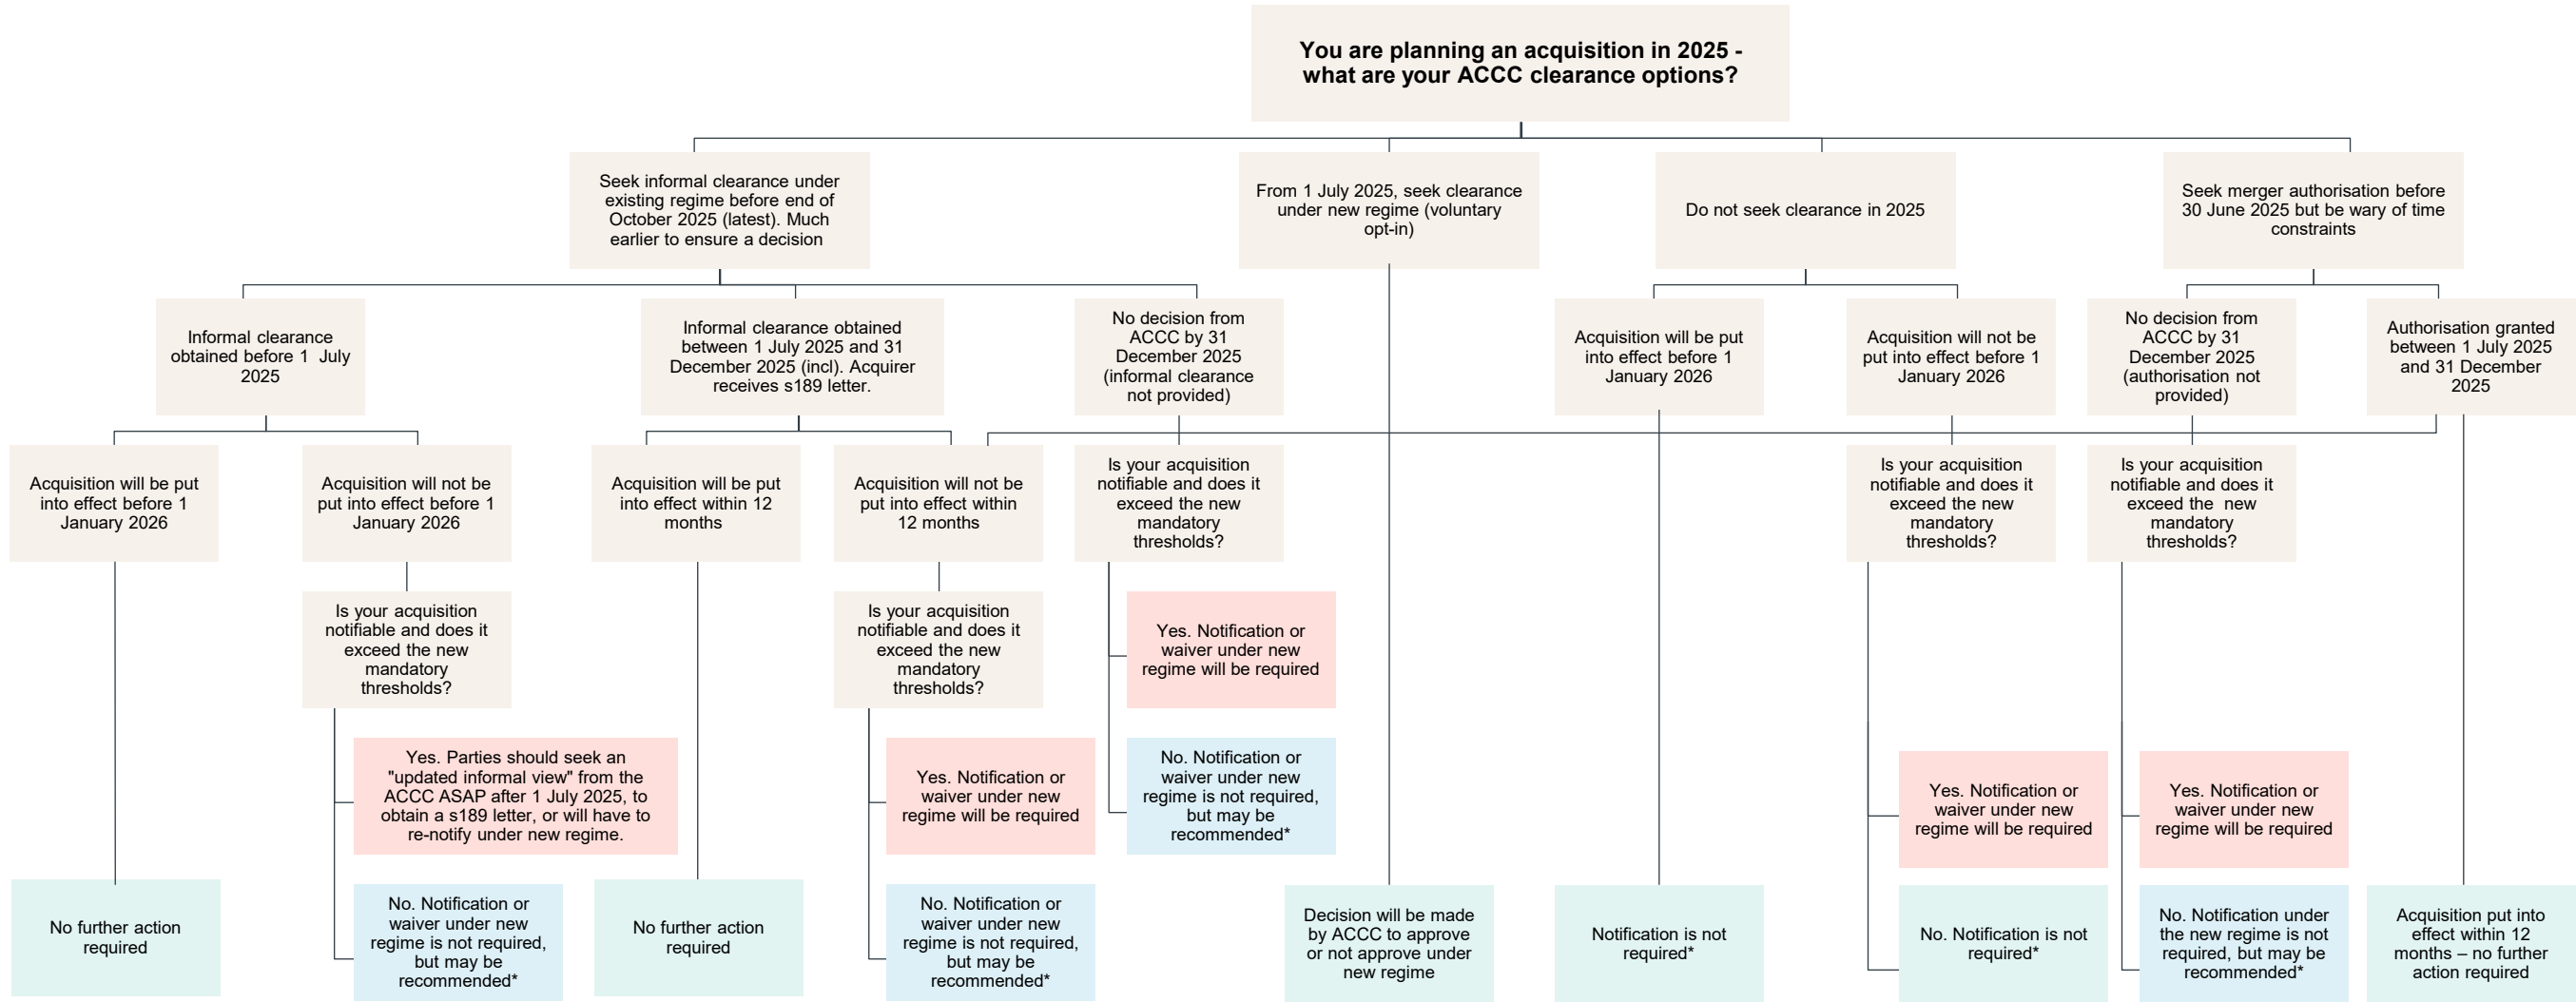 You are planning an acquisition in 2025 -
what are your ACCC clearance options?
Seek informal clearance under
existing regime before end of
October 2025 (latest). Much
earlier to ensure a decision
From 1 July 2025, seek clearance
under new regime (voluntary
opt-in)
Do not seek clearance in 2025
Seek merger authorisation before
30 June 2025 but be wary of time
constraints
Informal clearance
obtained before 1 July
2025
Informal clearance obtained
between 1 July 2025 and 31
December 2025 (incl). Acquirer
receives s189 letter.
No decision from
ACCC by 31
December 2025
(informal clearance
not provided)
Acquisition will be put
into effect before 1
January 2026
Acquisition will not be
put into effect before 1
January 2026
No decision from
ACCC by 31
December 2025
(authorisation not
provided)
Authorisation granted
between 1 July 2025
and 31 December
2025
Acquisition will be put
into effect before 1
January 2026
Acquisition will not be
put into effect before 1
January 2026
Acquisition will be put
into effect within 12
months
Acquisition will not be
put into effect within
12 months
Is your acquisition
notifiable and does it
exceed the new
mandatory
thresholds?
Is your acquisition
notifiable and does it
exceed the new
mandatory
thresholds?
Is your acquisition
notifiable and does it
exceed the new
mandatory
thresholds?
Is your acquisition
notifiable and does it
exceed the new
mandatory
thresholds?
Is your acquisition
notifiable and does it
exceed the new
mandatory
thresholds?
Yes. Notification or
waiver under new
regime will be required
Yes. Parties should seek an
"updated informal view" from the
ACCC ASAP after 1 July 2025, to
obtain a s189 letter, or will have to
re-notify under new regime.
Yes. Notification or
waiver under new
regime will be required
No. Notification or
waiver under new
regime is not required,
but may be
recommended*
Yes. Notification or
waiver under new
regime will be required
Yes. Notification or
waiver under new
regime will be required
No further action
required
No. Notification or
waiver under new
regime is not required,
but may be
recommended*
No further action
required
No. Notification or
waiver under new
regime is not required,
but may be
recommended*
Decision will be made
by ACCC to approve
or not approve under
new regime
Notification is not
required*
No. Notification is not
required*
No. Notification under
the new regime is not
required, but may be
recommended*
Acquisition put into
effect within 12
months – no further
action required